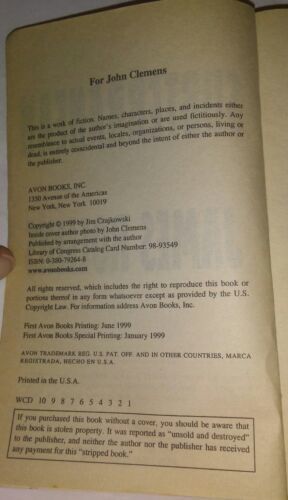 For John Clemens
This is a work of fiction. Names, characters, places, and incidents either
are the product of the author's imagination or are used fictitiously. Any
resemblance to actual events, locales, organizations, or persons, living or
dead, is entirely coincidental and beyond the intent of either the author or
the publisher.
AVON BOOKS, INC.
1350 Avenue of the Americas
New York, New York 10019
Copyright © 1999 by Jim Czajkowski
Inside cover author photo by John Clemens
Published by arrangement with the author
Library of Congress Catalog Card Number: 98-93549
ISBN: 0-380-79264-8
www.avonbooks.com
All rights reserved, which includes the right to reproduce this book or
portions thereof in any form whatsoever except as provided by the U.S.
Copyright Law. For information address Avon Books, Inc.
First Avon Books Printing: June 1999
First Avon Books Special Printing: January 1999
AVON TRADEMARK REG. U.S. PAT. OFF. AND IN OTHER COUNTRIES, MARCA
REGISTRADA, HECHO EN U.S.A.
Printed in the U.S.A.
WCD 10 9 8 7 6 5 4 3 2 1
If you purchased this book without a cover, you should be aware that
this book is stolen property. It was reported as "unsold and destroyed"
to the publisher, and neither the author nor the publisher has received
any payment for this "stripped book."